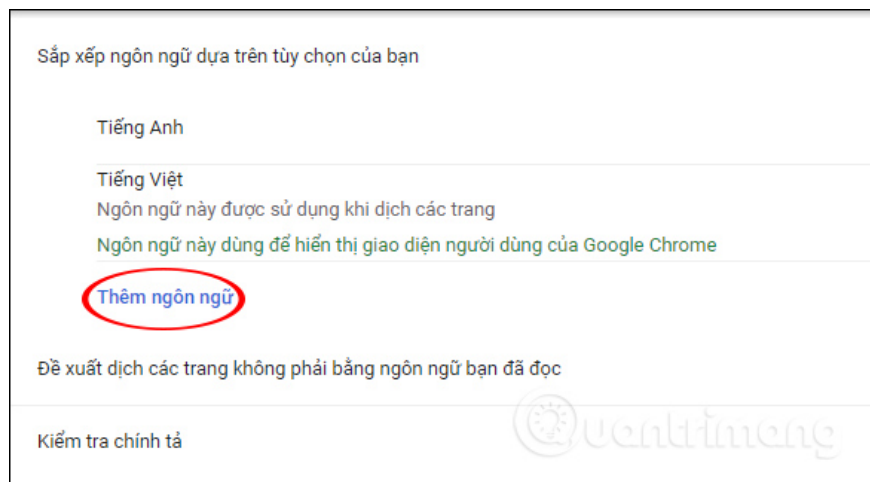 Sắp xếp ngôn ngữ dựa trên tùy chọn của bạn
Tiếng Anh
Tiếng Việt
Ngôn ngữ này được sử dụng khi dịch các trang
Ngôn ngữ này dùng để hiển thị giao diện người dùng của Google Chrome
Thêm ngôn ngữ
Đề xuất dịch các trang không phải bằng ngôn ngữ bạn đã đọc
Kiểm tra chính tả
Quantrimang